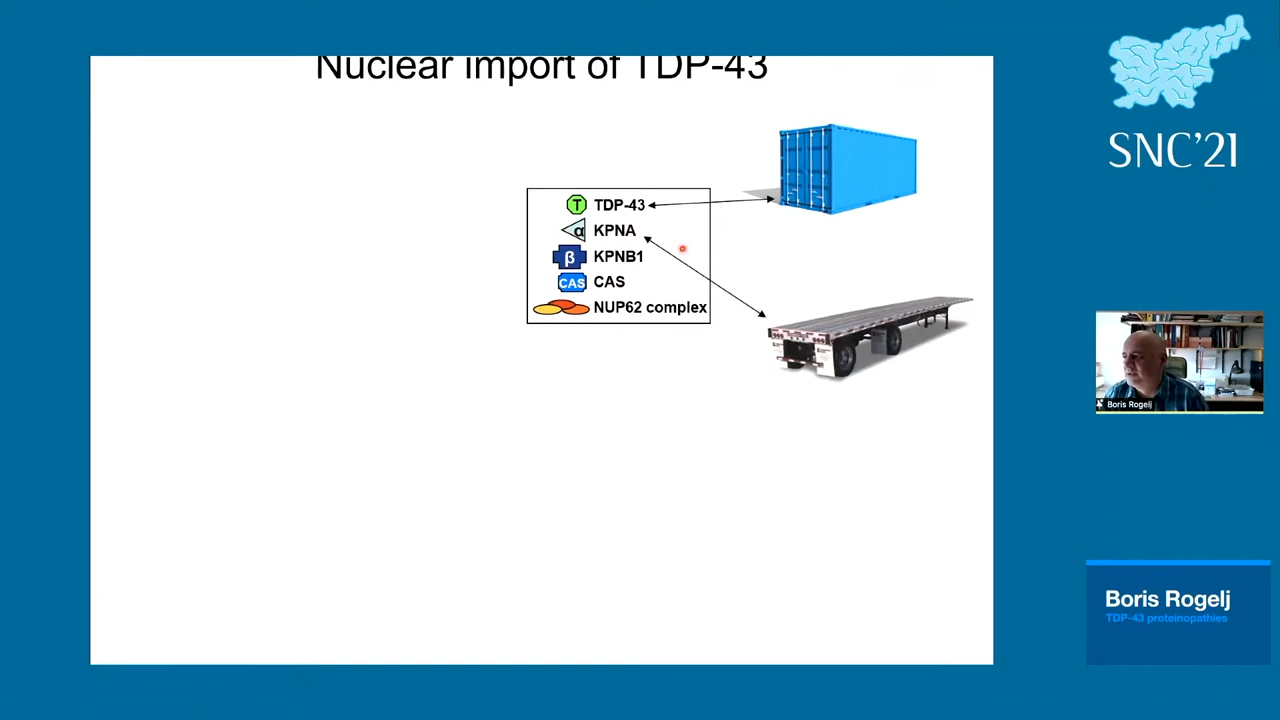 Nuclear import of TDP-43
T TDP-43
α KPNA
β KPNB1
CAS CAS
NUP62 complex
SNC'21
Boris Rogelj
Boris Rogelj
TDP-43 proteinopathies